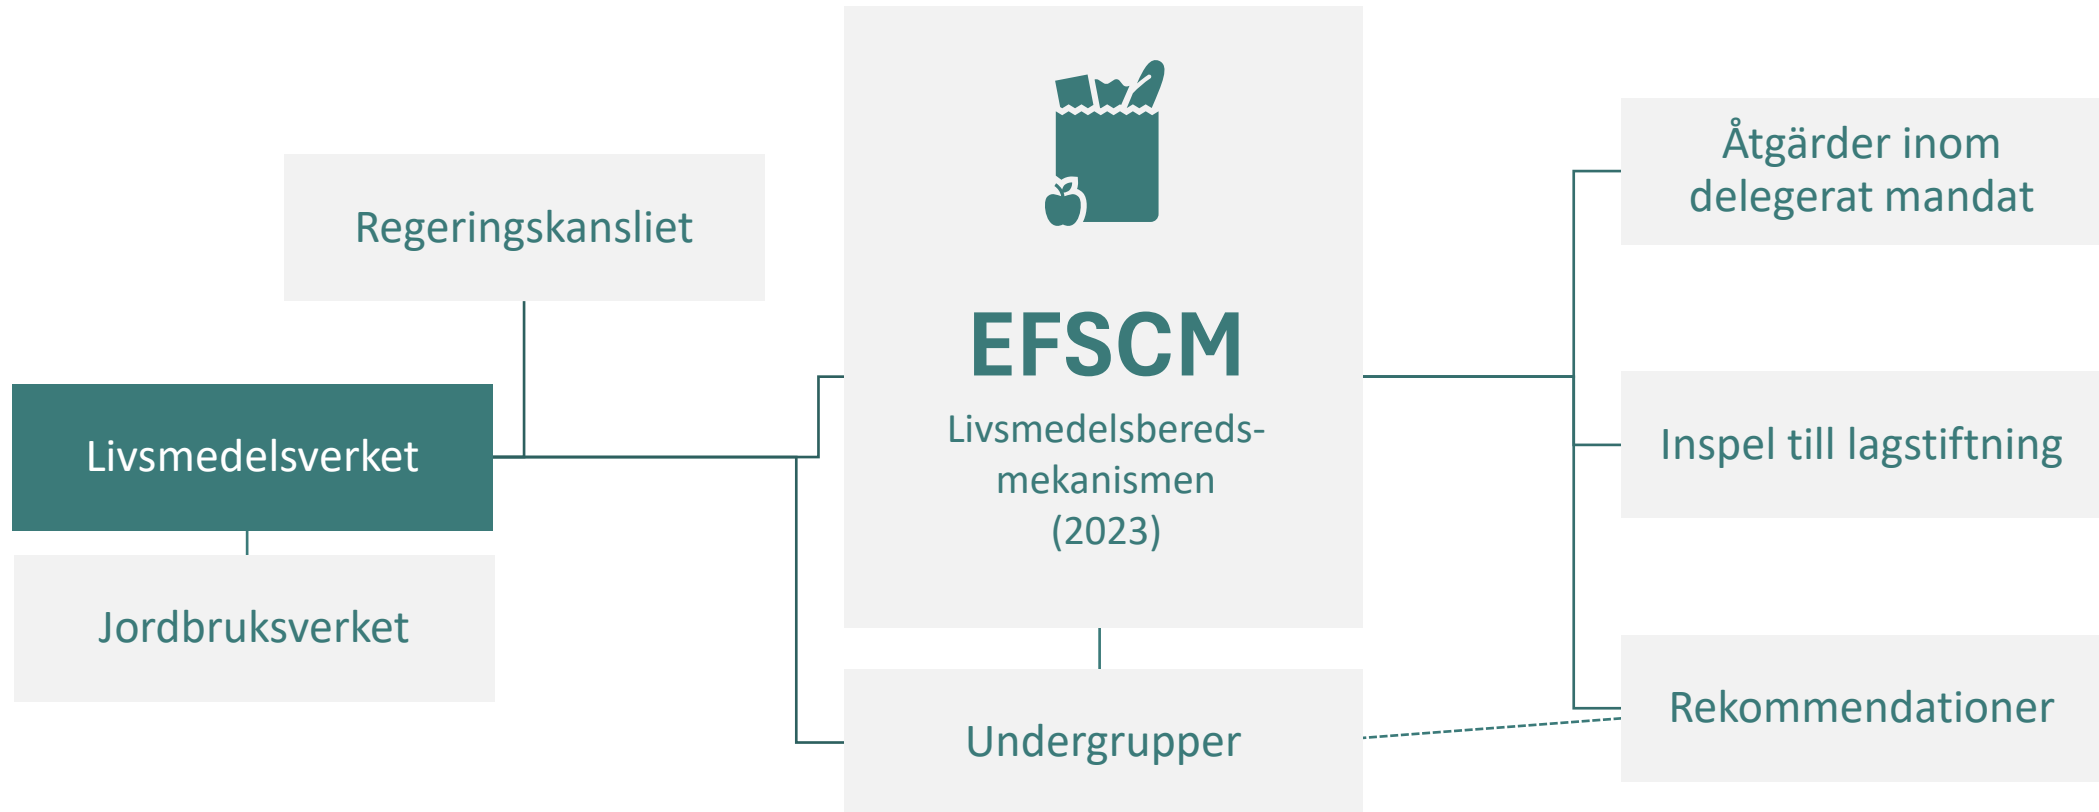 Regeringskansliet
Livsmedelsverket
Jordbruksverket
EFSCM
Livsmedelsbereds-
mekanismen
(2023)
Undergrupper
Åtgärder inom
delegerat mandat
Inspel till lagstiftning
Rekommendationer